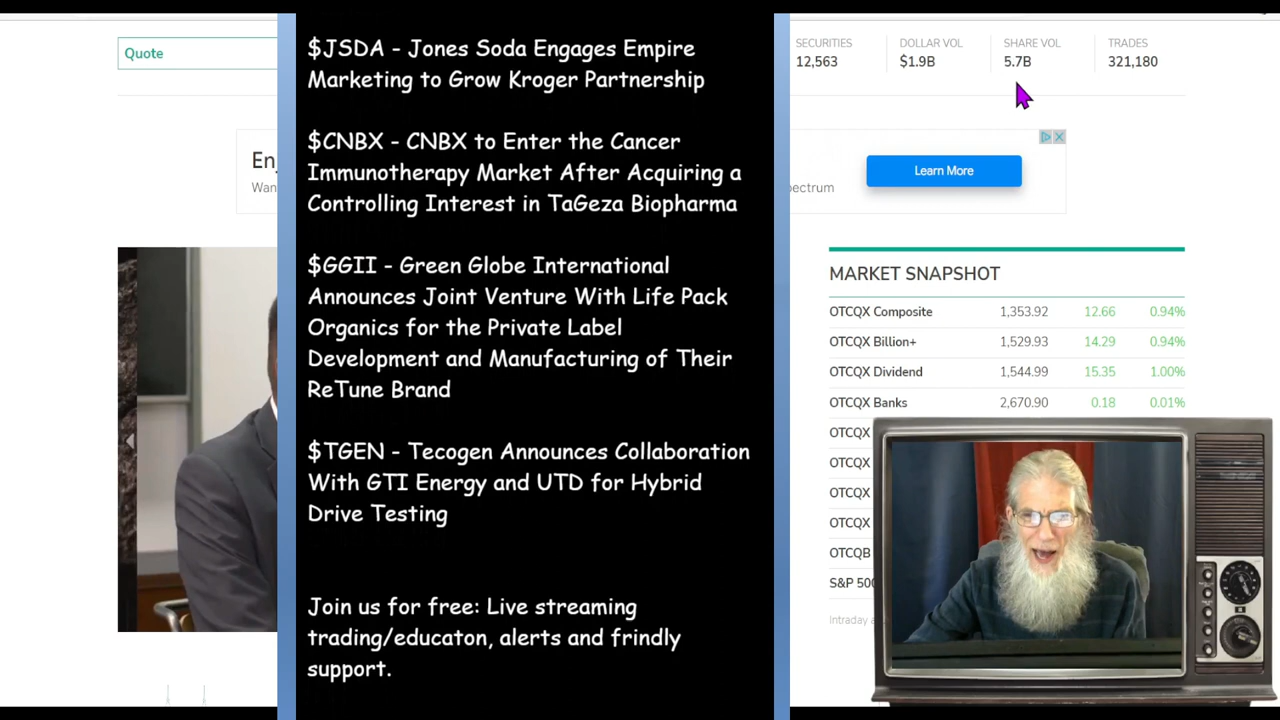 Quote
SECURITIES
DOLLAR VOL
SHARE VOL
TRADES
12,563
$1.9B
5.7B
321,180
$JSDA - Jones Soda Engages Empire
Marketing to Grow Kroger Partnership
$CNBX - CNBX to Enter the Cancer
Immunotherapy Market After Acquiring a
Controlling Interest in TaGeza Biopharma
$GGII - Green Globe International
Announces Joint Venture With Life Pack
Organics for the Private Label
Development and Manufacturing of Their
ReTune Brand
$TGEN - Tecogen Announces Collaboration
With GTI Energy and UTD for Hybrid
Drive Testing
Join us for free: Live streaming
trading/educaton, alerts and frindly
support.
Learn More
MARKET SNAPSHOT
OTCQX Composite 1,353.92 12.66 0.94%
OTCQX Billion+ 1,529.93 14.29 0.94%
OTCQX Dividend 1,544.99 15.35 1.00%
OTCQX Banks 2,670.90 0.18 0.01%
OTCQX
OTCQX
OTCQX
OTCQX
OTCQB
S&P 500
Intraday